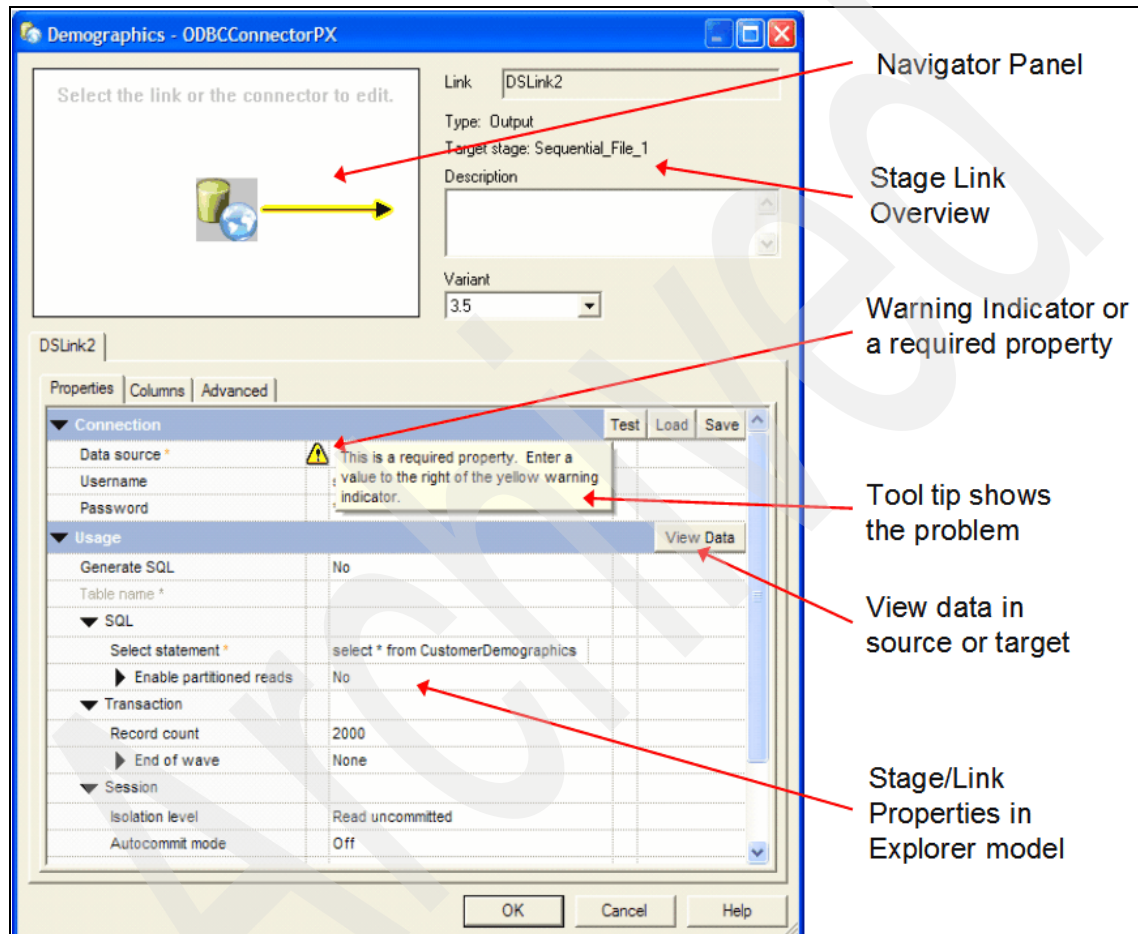 Demographics - ODBCConnectorPX
Select the link or the connector to edit.
Link DSLink2
Type: Output
Target stage: Sequential_File_1
Description
Variant
3.5
DSLink2
Properties Columns Advanced
Connection Test Load Save
Data source *
This is a required property. Enter a
value to the right of the yellow warning
indicator.
Username
Password
Usage View Data
Generate SQL No
Table name *
SQL
Select statement * select * from CustomerDemographics
Enable partitioned reads No
Transaction
Record count 2000
End of wave None
Session
Isolation level Read uncommitted
Autocommit mode Off
OK Cancel Help
Navigator Panel
Stage Link
Overview
Warning Indicator or
a required property
Tool tip shows
the problem
View data in
source or target
Stage/Link
Properties in
Explorer model
Archived